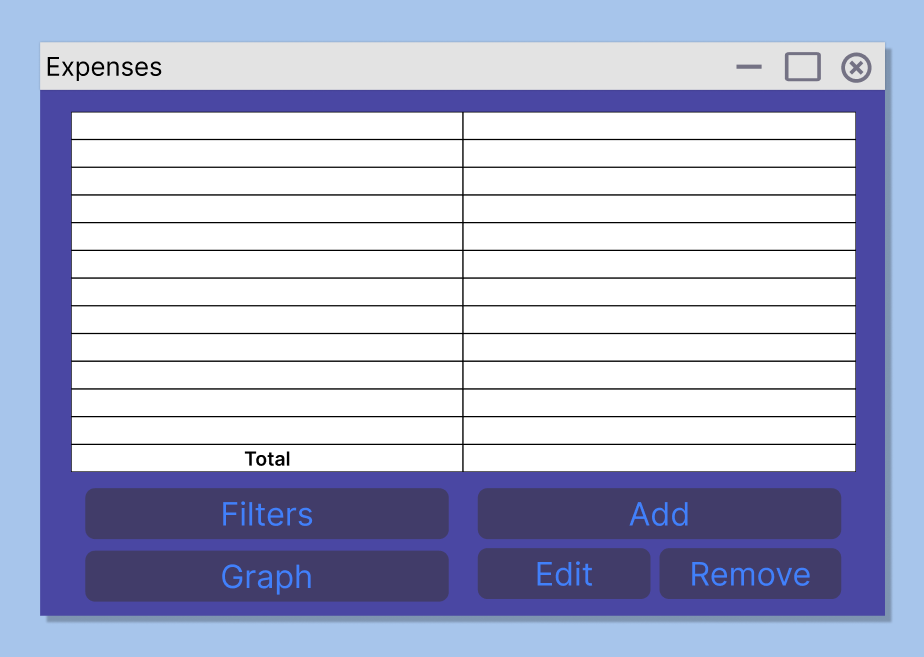 Expenses
Total
Filters
Add
Graph
Edit
Remove